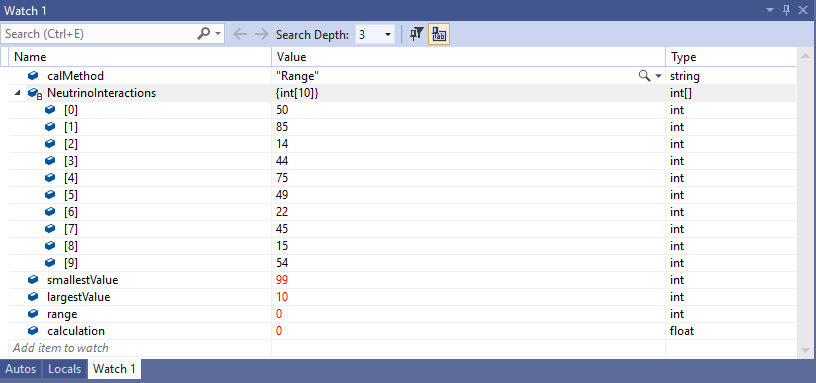 Watch 1
Search (Ctrl+E) Search Depth: 3
Name Value Type
calMethod "Range" string
NeutrinoInteractions {int[10]} int[]
[0] 50 int
[1] 85 int
[2] 14 int
[3] 44 int
[4] 75 int
[5] 49 int
[6] 22 int
[7] 45 int
[8] 15 int
[9] 54 int
smallestValue 99 int
largestValue 10 int
range 0 int
calculation 0 float
Add item to watch
Autos Locals Watch 1